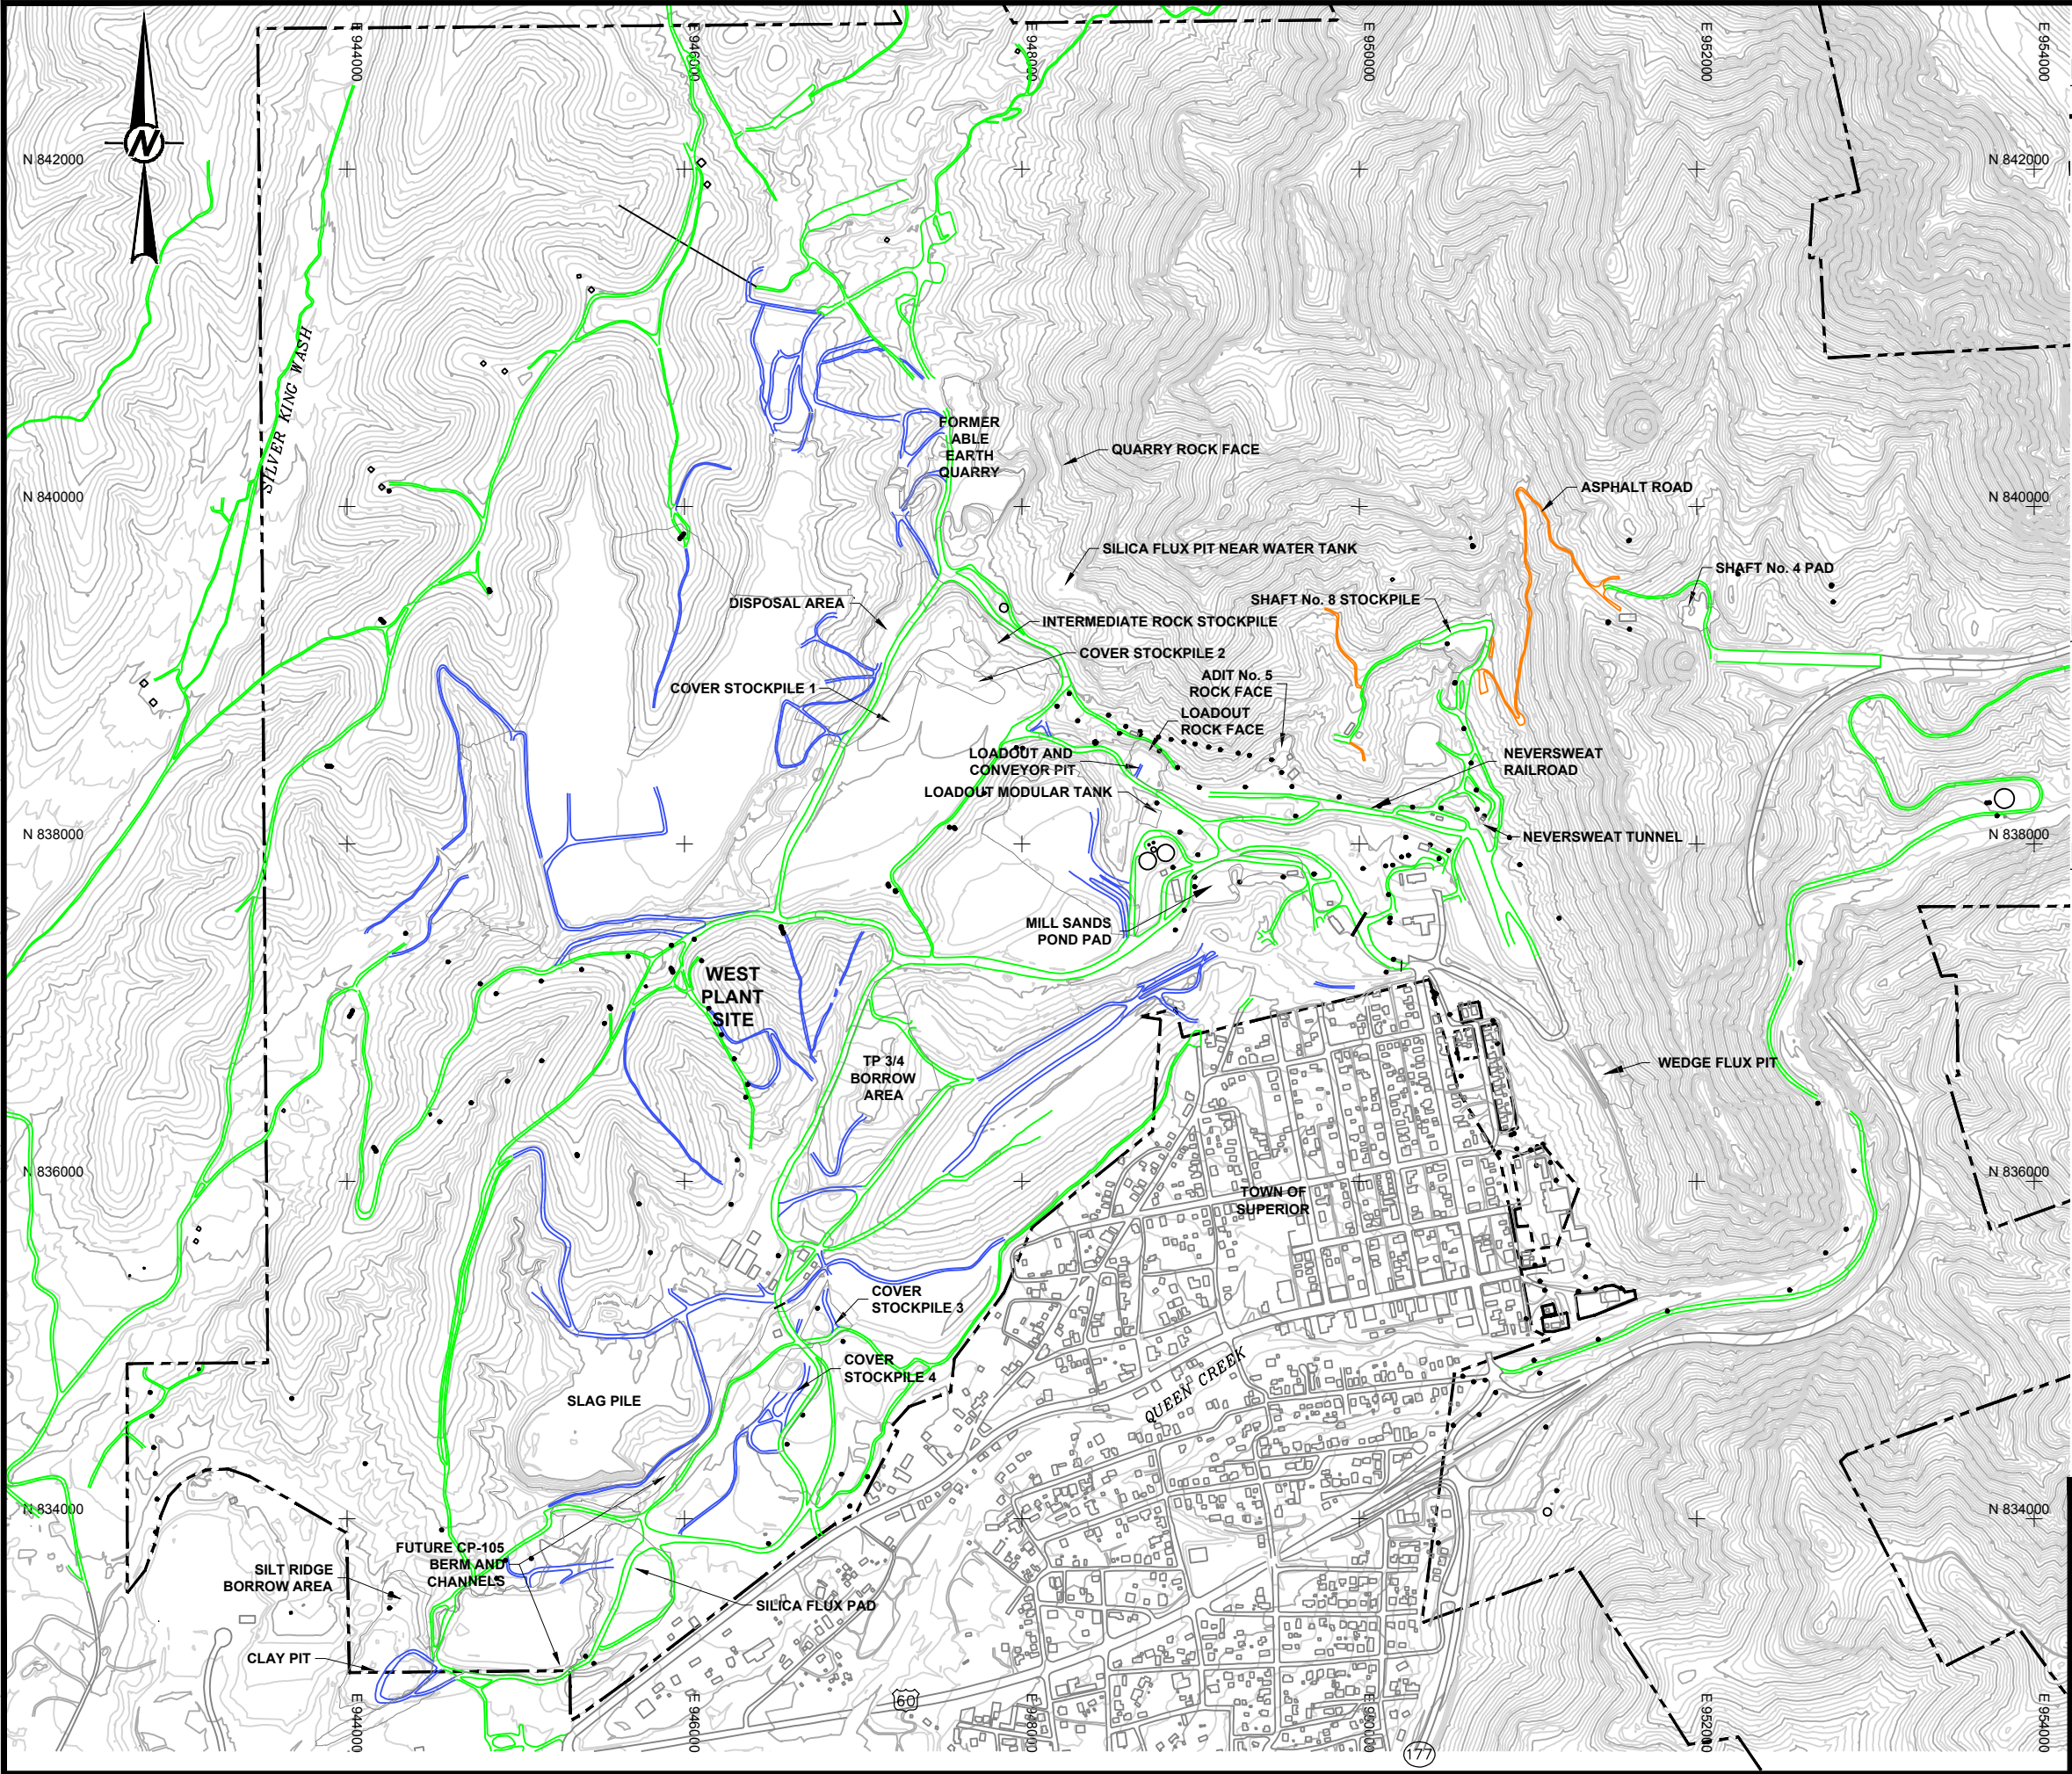 E 944000
E 946000
E 948000
E 950000
E 952000
E 954000
N
N 842000
N 842000
SILVER KING WASH
FORMER
ABLE
EARTH
QUARRY
QUARRY ROCK FACE
ASPHALT ROAD
N 840000
N 840000
SILICA FLUX PIT NEAR WATER TANK
SHAFT No. 4 PAD
DISPOSAL AREA
SHAFT No. 8 STOCKPILE
INTERMEDIATE ROCK STOCKPILE
COVER STOCKPILE 2
COVER STOCKPILE 1
ADIT No. 5
ROCK FACE
LOADOUT
ROCK FACE
LOADOUT AND
CONVEYOR PIT
NEVERSWEAT
RAILROAD
LOADOUT MODULAR TANK
N 838000
N 838000
NEVERSWEAT TUNNEL
MILL SANDS
POND PAD
WEST
PLANT
SITE
TP 3/4
BORROW
AREA
WEDGE FLUX PIT
N 836000
N 836000
TOWN OF
SUPERIOR
COVER
STOCKPILE 3
COVER
STOCKPILE 4
QUEEN CREEK
SLAG PILE
N 834000
N 834000
FUTURE CP-105
BERM AND
CHANNELS
SILT RIDGE
BORROW AREA
SILICA FLUX PAD
CLAY PIT
60
177
E 944000
E 946000
E 948000
E 950000
E 952000
E 954000